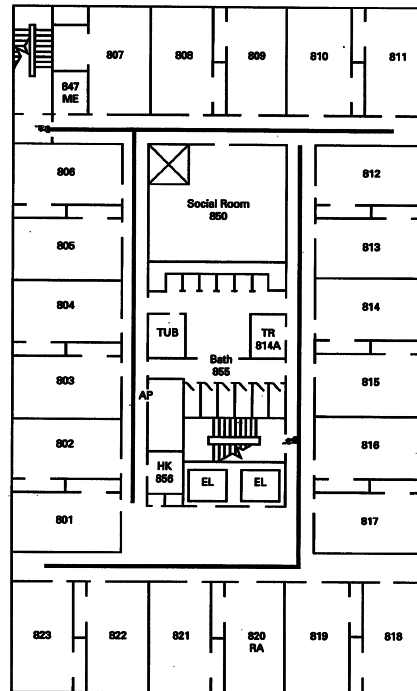 807
808
809
810
811
847
ME
806
812
Social Room
850
805
813
804
814
TUB
TR
814A
Bath
855
803
815
AP
802
816
HK
856
EL
EL
801
817
823
822
821
820
RA
819
818